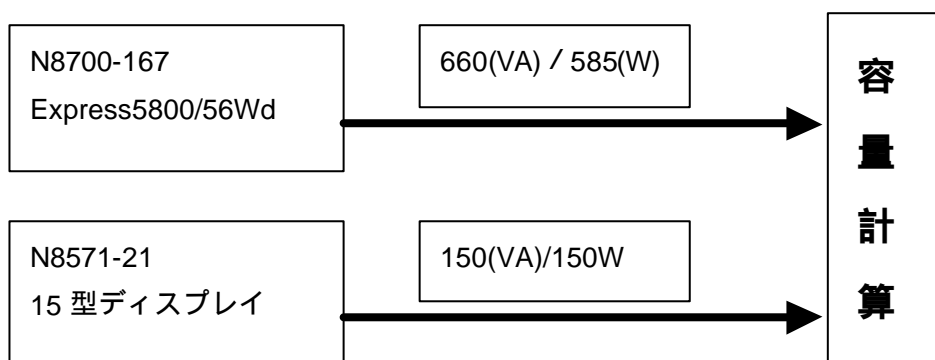 N8700-167
Express5800/56Wd
660(VA)／585(W)
N8571-21
15 型ディスプレイ
150(VA)/150W
容
量
計
算